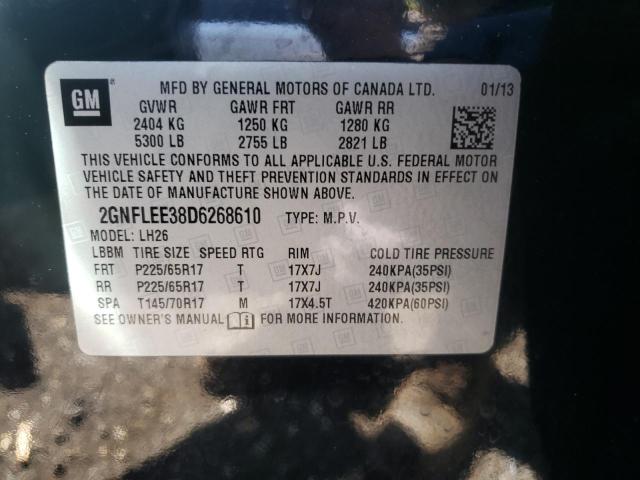 GM
MFD BY GENERAL MOTORS OF CANADA LTD. 01/13
GVWR GAWR FRT GAWR RR
2404 KG 1250 KG 1280 KG
5300 LB 2755 LB 2821 LB
THIS VEHICLE CONFORMS TO ALL APPLICABLE U.S. FEDERAL MOTOR
VEHICLE SAFETY AND THEFT PREVENTION STANDARDS IN EFFECT ON
THE DATE OF MANUFACTURE SHOWN ABOVE.
2GNFLEE38D6268610 TYPE: M.P.V.
MODEL: LH26
LBBM TIRE SIZE SPEED RTG RIM COLD TIRE PRESSURE
FRT P225/65R17 T 17X7J 240KPA(35PSI)
RR P225/65R17 T 17X7J 240KPA(35PSI)
SPA T145/70R17 M 17X4.5T 420KPA(60PSI)
SEE OWNER'S MANUAL i FOR MORE INFORMATION.